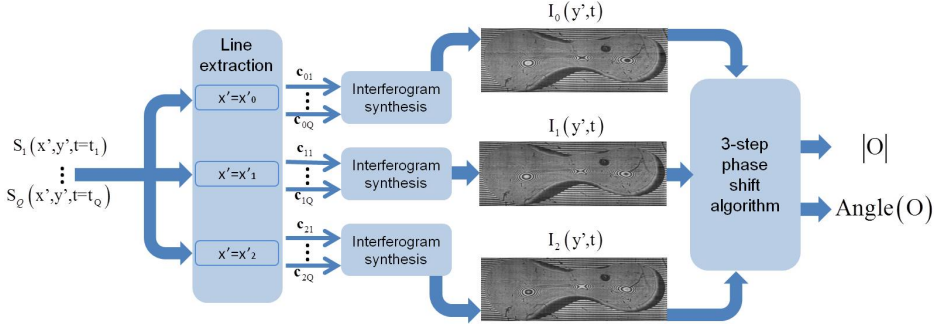 S₁(x',y',t=t₁)
⋮
S_Q(x',y',t=t_Q)
Line
extraction
x'=x'₀
x'=x'₁
x'=x'₂
c₀₁
⋮
c₀Q
c₁₁
⋮
c₁Q
c₂₁
⋮
c₂Q
Interferogram
synthesis
Interferogram
synthesis
Interferogram
synthesis
I₀(y',t)
I₁(y',t)
I₂(y',t)
3-step
phase
shift
algorithm
|O|
Angle(O)